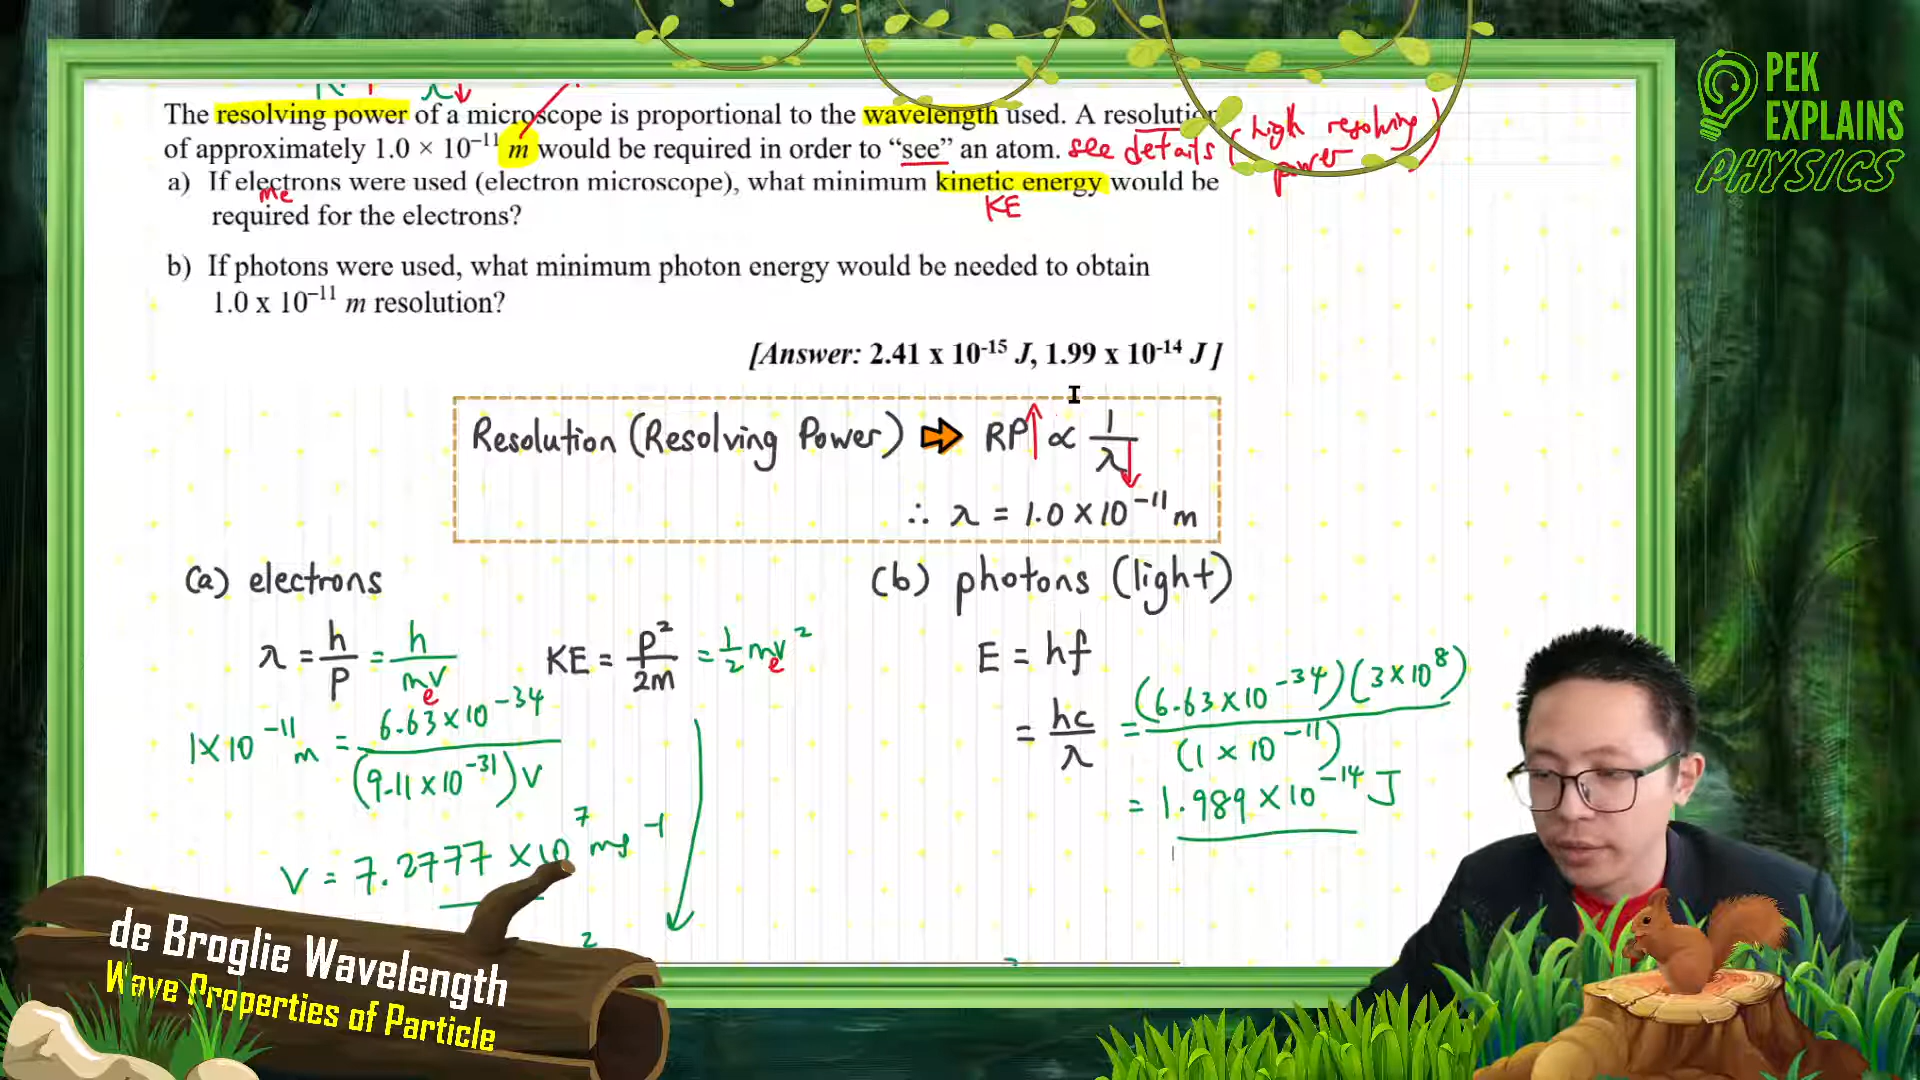 PEK
EXPLAINS
PHYSICS
The resolving power of a microscope is proportional to the wavelength used. A resolution
of approximately 1.0 × 10⁻¹¹ m would be required in order to “see” an atom. see details (high resolving
power)
a) If electrons were used (electron microscope), what minimum kinetic energy would be
me
KE
required for the electrons?
b) If photons were used, what minimum photon energy would be needed to obtain
1.0 x 10⁻¹¹ m resolution?
[Answer: 2.41 x 10⁻¹⁵ J, 1.99 x 10⁻¹⁴ J ]
Resolution (Resolving Power) ➡ RP↑ ∝ 1/λ↓
∴ λ = 1.0 × 10⁻¹¹ m
(a) electrons
λ = h/P = h/mₑv
KE = P²/2m = 1/2 mₑv²
1×10⁻¹¹ m = 6.63×10⁻³⁴/(9.11×10⁻³¹)V
V = 7.2777 ×10⁷ ms⁻¹
2
(b) photons (light)
E = hf
= hc/λ = (6.63×10⁻³⁴)(3×10⁸)/(1×10⁻¹¹)
= 1.989 ×10⁻¹⁴ J
de Broglie Wavelength
Wave Properties of Particle